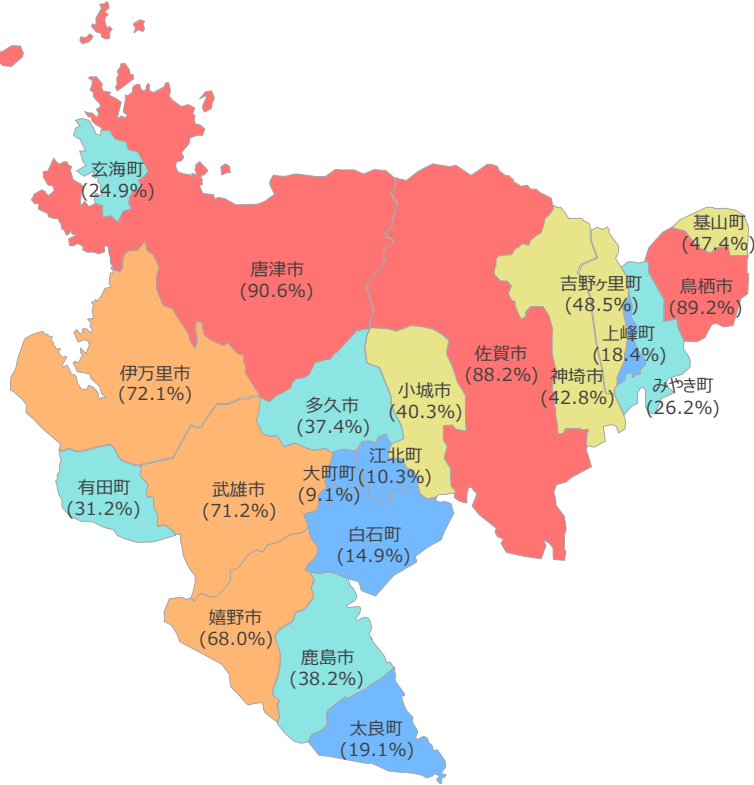 玄海町
(24.9%)
基山町
(47.4%)
唐津市
(90.6%)
吉野ヶ里町
(48.5%)
鳥栖市
(89.2%)
上峰町
(18.4%)
佐賀市
(88.2%)
伊万里市
(72.1%)
神埼市
(42.8%)
みやき町
(26.2%)
小城市
(40.3%)
多久市
(37.4%)
江北町
(10.3%)
大町町
(9.1%)
有田町
(31.2%)
武雄市
(71.2%)
白石町
(14.9%)
嬉野市
(68.0%)
鹿島市
(38.2%)
太良町
(19.1%)